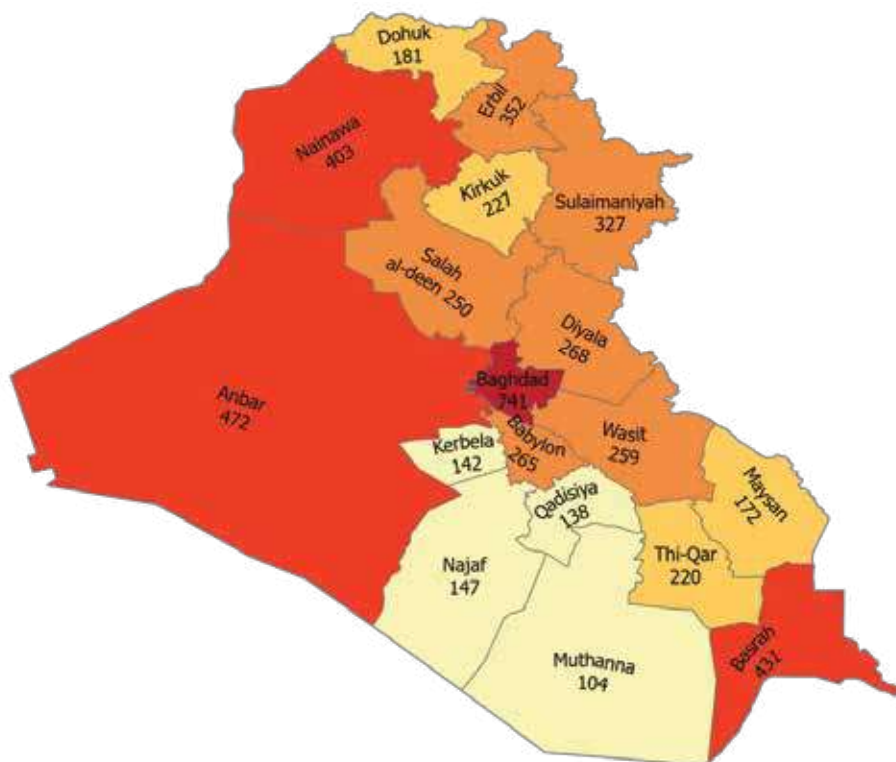 Dohuk
181
Erbil
352
Nainawa
403
Kirkuk
227
Sulaimaniyah
327
Salah
al-deen 250
Diyala
268
Baghdad
741
Anbar
472
Babylon
265
Wasit
259
Kerbela
142
Maysan
172
Qadisiya
138
Najaf
147
Thi-Qar
220
Basrah
431
Muthanna
104